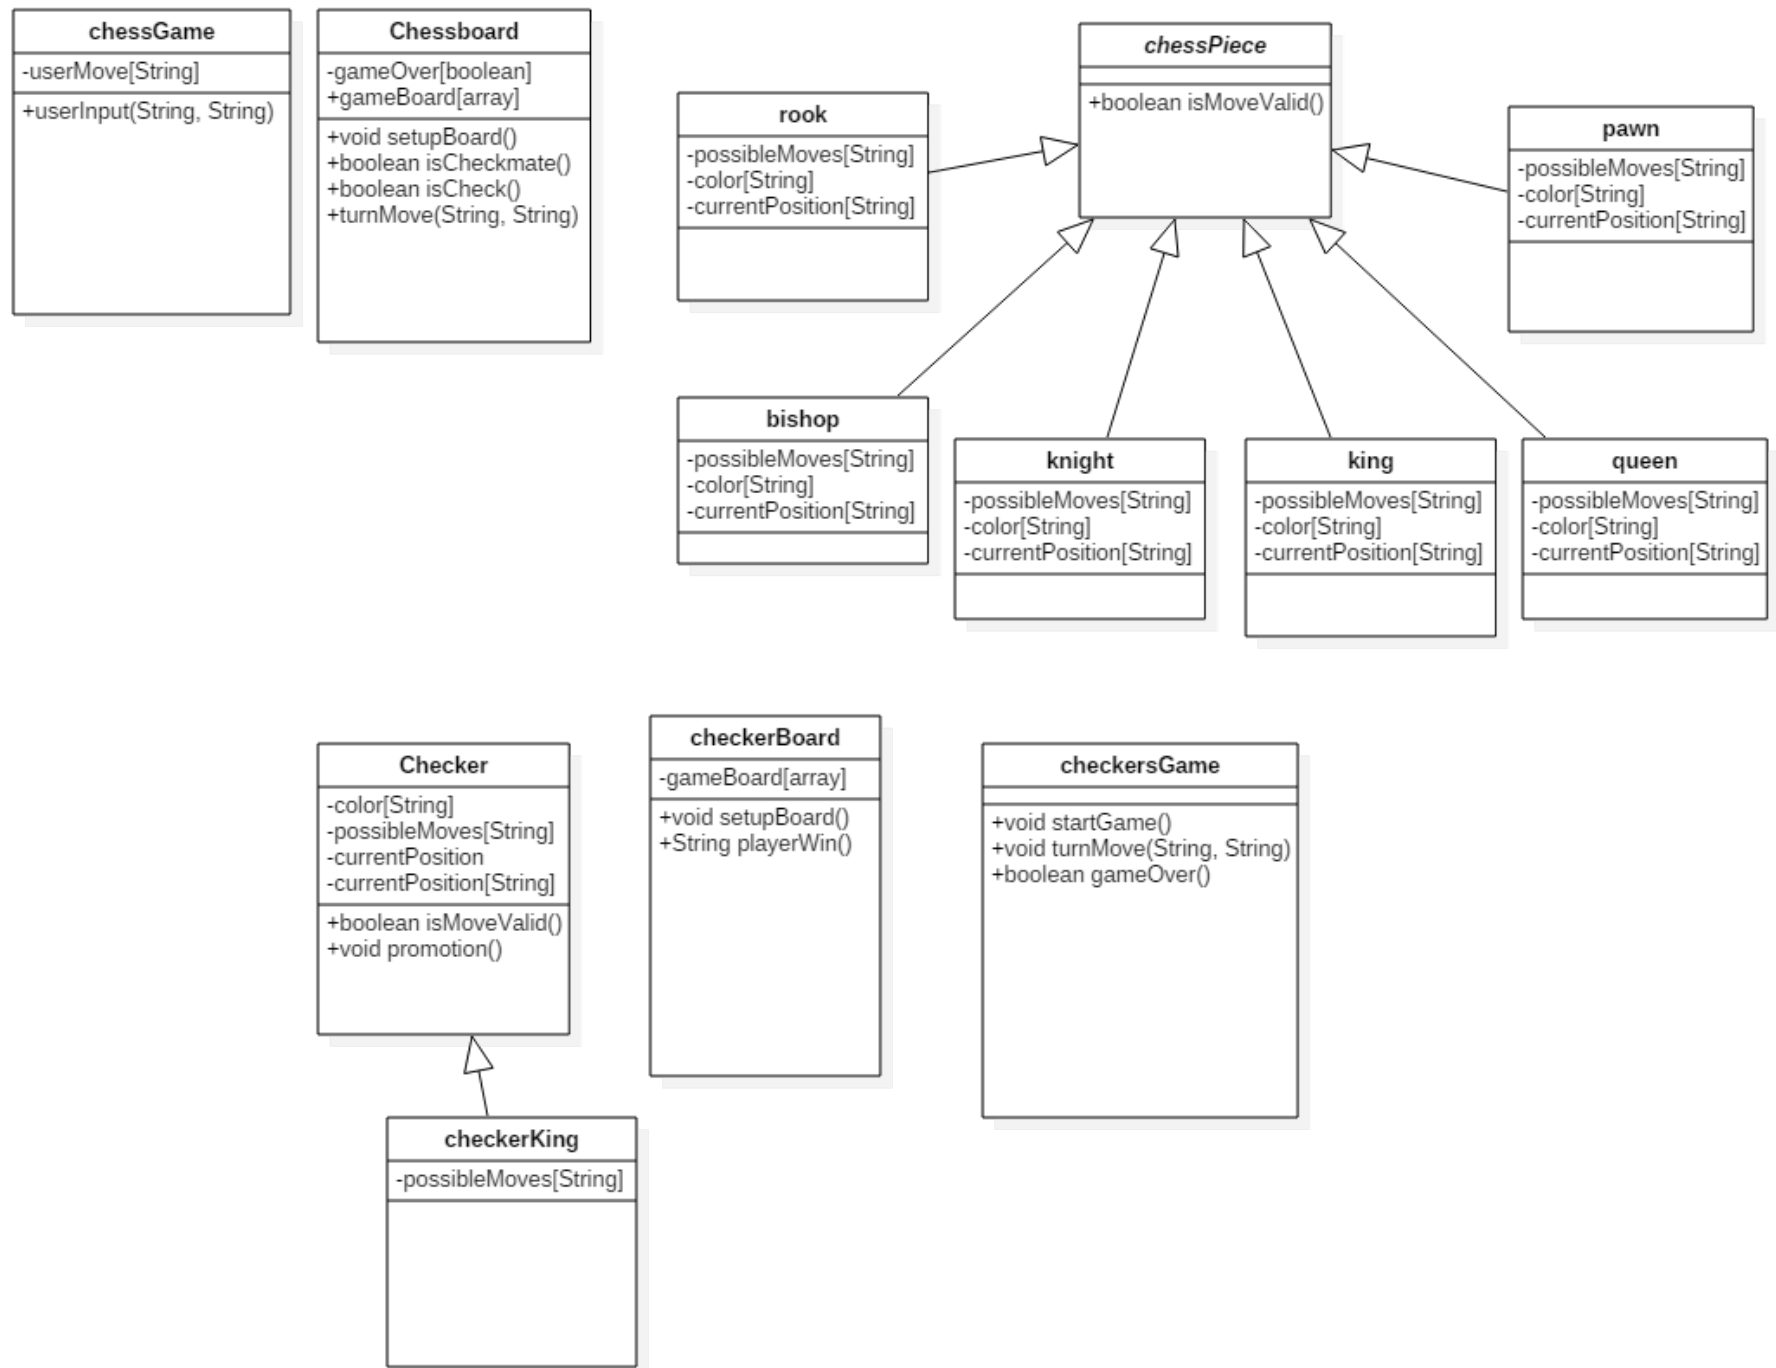 chessGame
-userMove[String]
+userInput(String, String)
Chessboard
-gameOver[boolean]
+gameBoard[array]
+void setupBoard()
+boolean isCheckmate()
+boolean isCheck()
+turnMove(String, String)
chessPiece
+boolean isMoveValid()
rook
-possibleMoves[String]
-color[String]
-currentPosition[String]
pawn
-possibleMoves[String]
-color[String]
-currentPosition[String]
bishop
-possibleMoves[String]
-color[String]
-currentPosition[String]
knight
-possibleMoves[String]
-color[String]
-currentPosition[String]
king
-possibleMoves[String]
-color[String]
-currentPosition[String]
queen
-possibleMoves[String]
-color[String]
-currentPosition[String]
Checker
-color[String]
-possibleMoves[String]
-currentPosition
-currentPosition[String]
+boolean isMoveValid()
+void promotion()
checkerBoard
-gameBoard[array]
+void setupBoard()
+String playerWin()
checkersGame
+void startGame()
+void turnMove(String, String)
+boolean gameOver()
checkerKing
-possibleMoves[String]